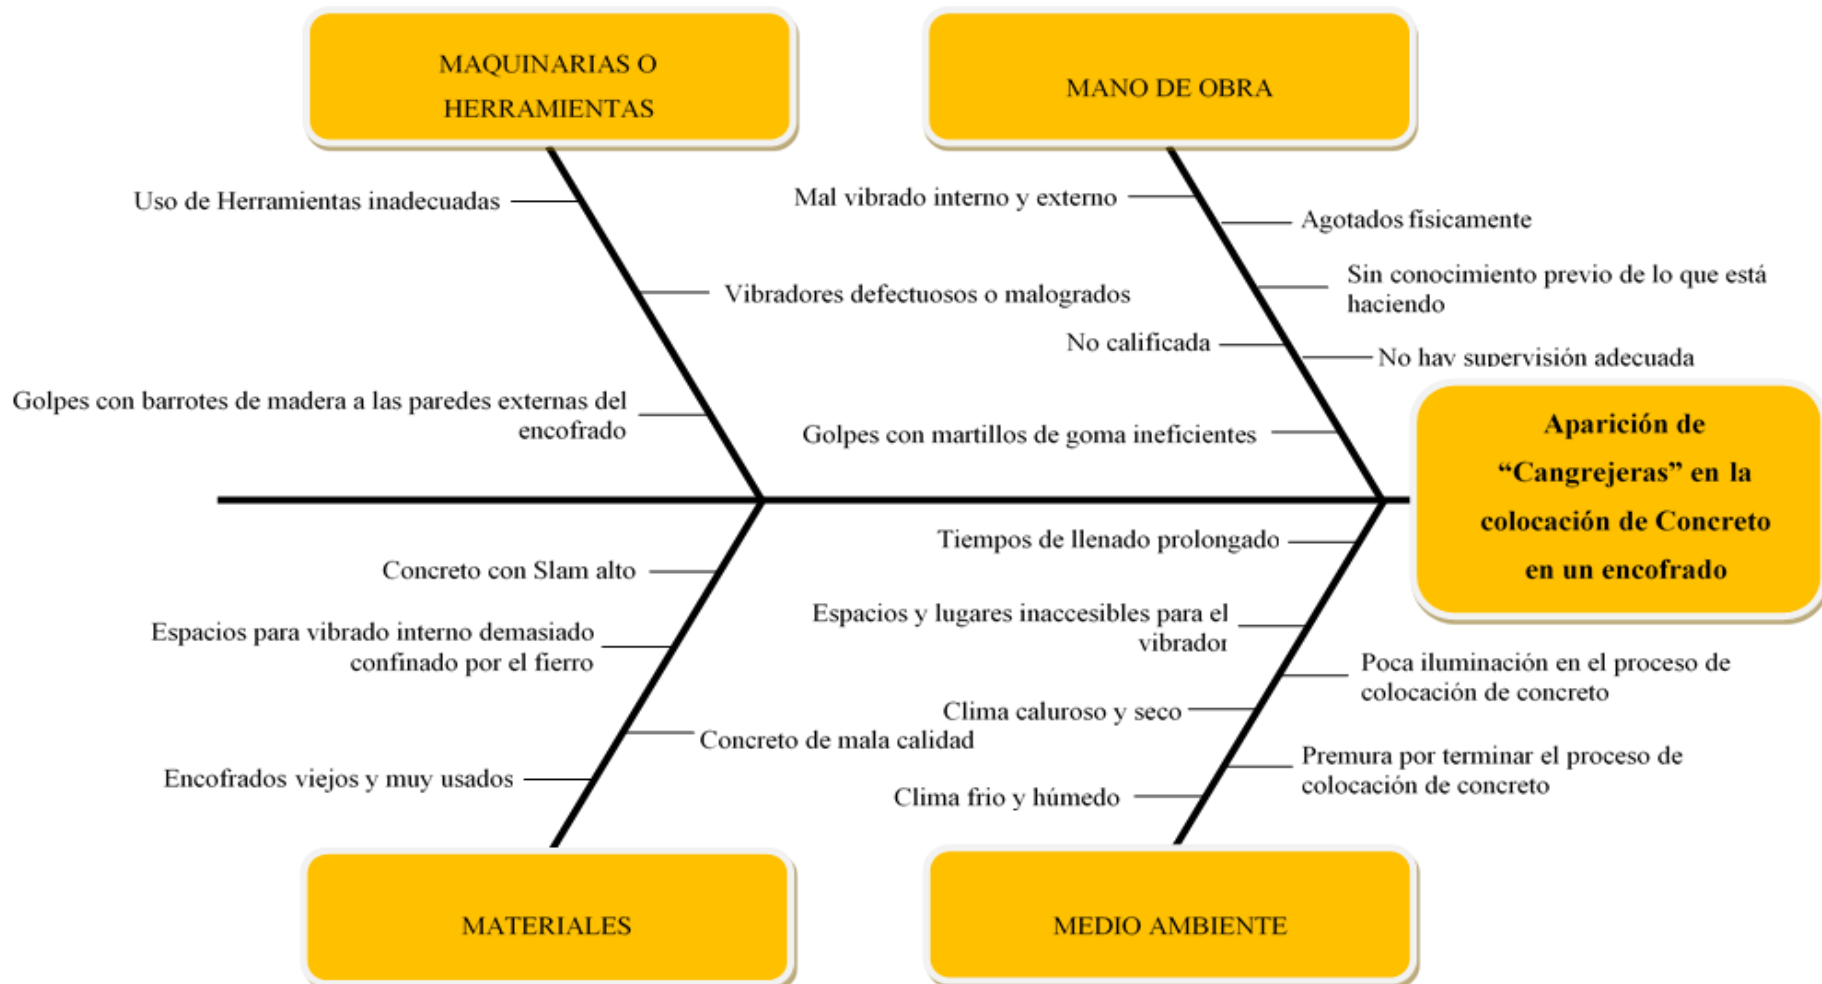 MAQUINARIAS O
HERRAMIENTAS
MANO DE OBRA
Uso de Herramientas inadecuadas
Vibradores defectuosos o malogrados
Golpes con barrotes de madera a las paredes externas del
encofrado
Mal vibrado interno y externo
Agotados físicamente
Sin conocimiento previo de lo que está
haciendo
No calificada
No hay supervisión adecuada
Golpes con martillos de goma ineficientes
Aparición de
“Cangrejeras” en la
colocación de Concreto
en un encofrado
Concreto con Slam alto
Espacios para vibrado interno demasiado
confinado por el fierro
Concreto de mala calidad
Encofrados viejos y muy usados
Tiempos de llenado prolongado
Espacios y lugares inaccesibles para el
vibrador
Poca iluminación en el proceso de
colocación de concreto
Clima caluroso y seco
Premura por terminar el proceso de
colocación de concreto
Clima frio y húmedo
MATERIALES
MEDIO AMBIENTE